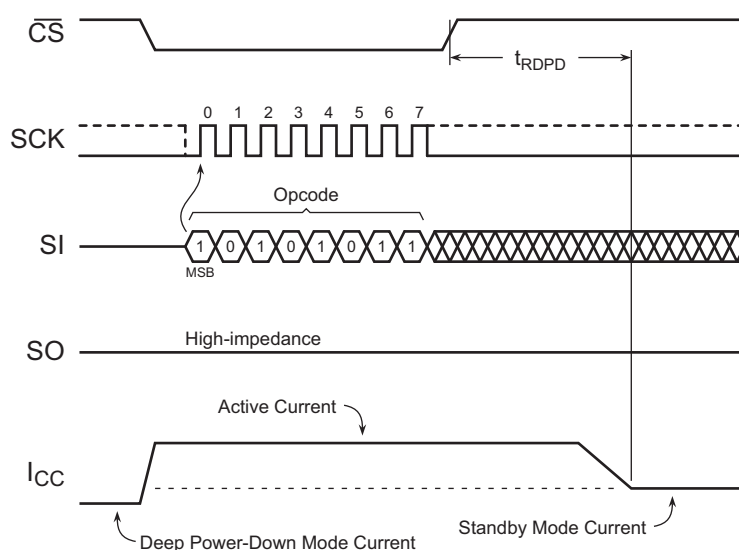 CS
tRDPD
SCK
0 1 2 3 4 5 6 7
Opcode
SI
1 0 1 0 1 0 1 1
MSB
SO
High-impedance
Active Current
ICC
Standby Mode Current
Deep Power-Down Mode Current